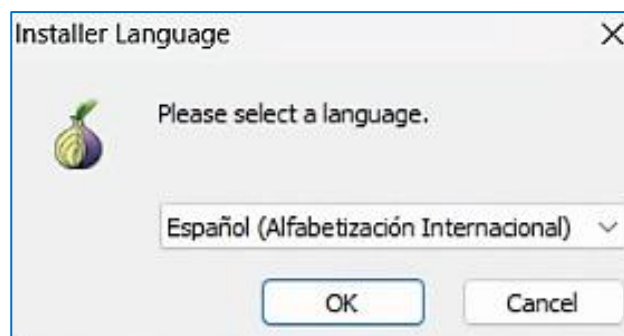 Installer Language
Please select a language.
Español (Alfabetización Internacional)
OK Cancel